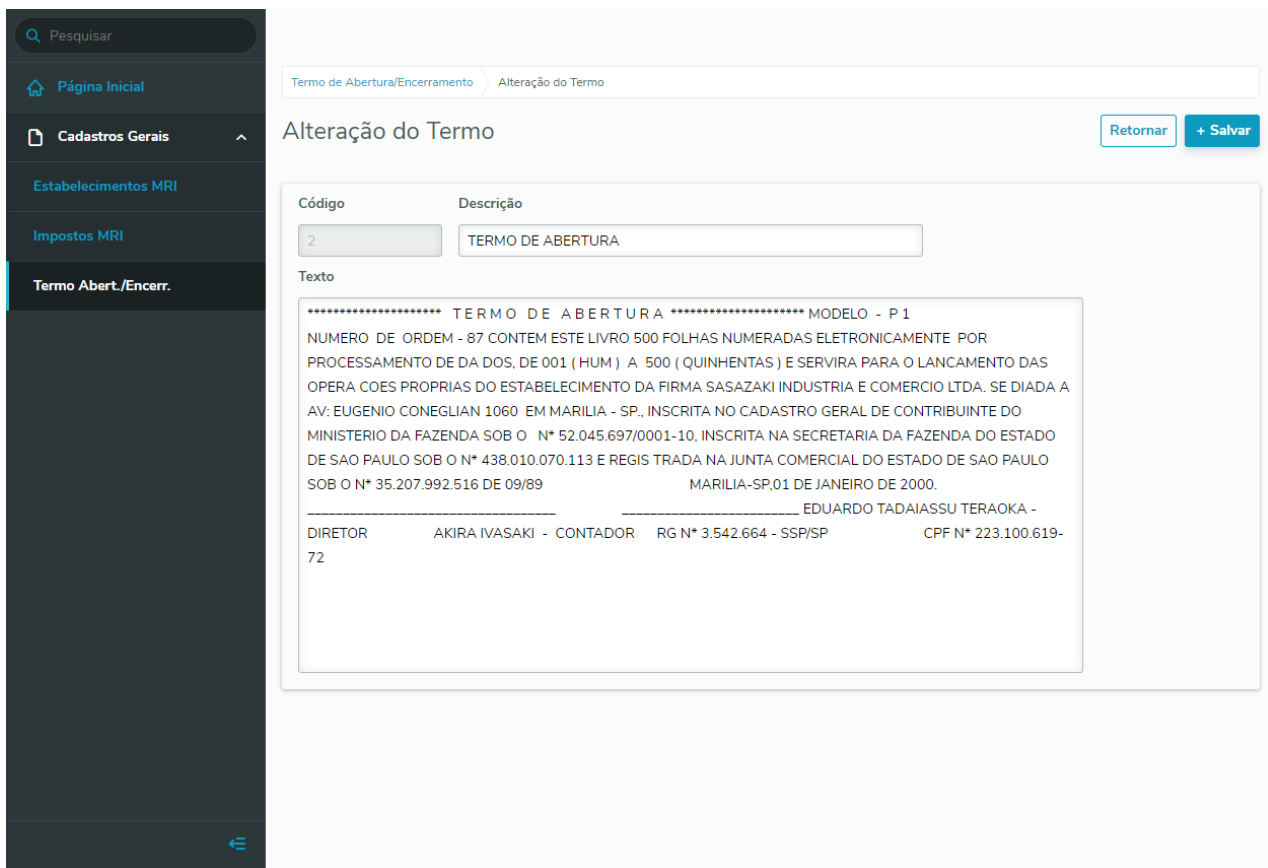 Pesquisar
Página Inicial
Cadastros Gerais
Estabelecimentos MRI
Impostos MRI
Termo Abert./Encerr.
Termo de Abertura/Encerramento Alteração do Termo
Alteração do Termo
Retornar + Salvar
Código Descrição
2 TERMO DE ABERTURA
Texto
********************* T E R M O D E A B E R T U R A ********************* MODELO - P 1
NUMERO DE ORDEM - 87 CONTEM ESTE LIVRO 500 FOLHAS NUMERADAS ELETRONICAMENTE POR
PROCESSAMENTO DE DA DOS, DE 001 ( HUM ) A 500 ( QUINHENTAS ) E SERVIRA PARA O LANCAMENTO DAS
OPERA COES PROPRIAS DO ESTABELECIMENTO DA FIRMA SASAZAKI INDUSTRIA E COMERCIO LTDA. SE DIADA A
AV: EUGENIO CONEGLIAN 1060 EM MARILIA - SP., INSCRITA NO CADASTRO GERAL DE CONTRIBUINTE DO
MINISTERIO DA FAZENDA SOB O N* 52.045.697/0001-10, INSCRITA NA SECRETARIA DA FAZENDA DO ESTADO
DE SAO PAULO SOB O N* 438.010.070.113 E REGIS TRADA NA JUNTA COMERCIAL DO ESTADO DE SAO PAULO
SOB O N* 35.207.992.516 DE 09/89 MARILIA-SP,01 DE JANEIRO DE 2000.
___________________________________ _________________________ EDUARDO TADAIASSU TERAOKA -
DIRETOR AKIRA IVASAKI - CONTADOR RG N* 3.542.664 - SSP/SP CPF N* 223.100.619-
72